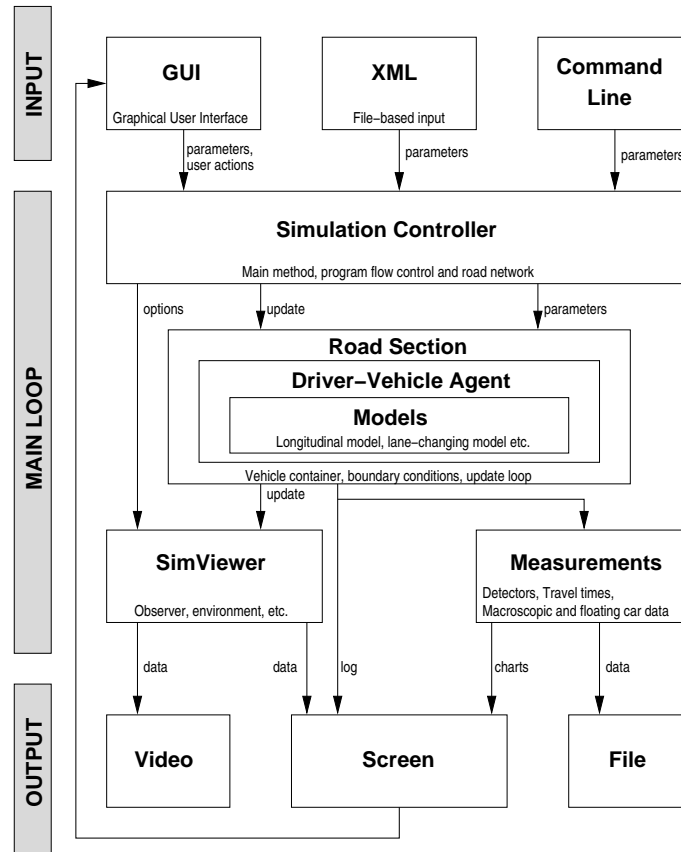 INPUT
GUI
Graphical User Interface
XML
File−based input
Command
Line
parameters,
user actions
parameters
parameters
MAIN LOOP
Simulation Controller
Main method, program flow control and road network
options
update
parameters
Road Section
Driver−Vehicle Agent
Models
Longitudinal model, lane−changing model etc.
Vehicle container, boundary conditions, update loop
update
SimViewer
Observer, environment, etc.
Measurements
Detectors, Travel times,
Macroscopic and floating car data
data
data
log
charts
data
OUTPUT
Video
Screen
File